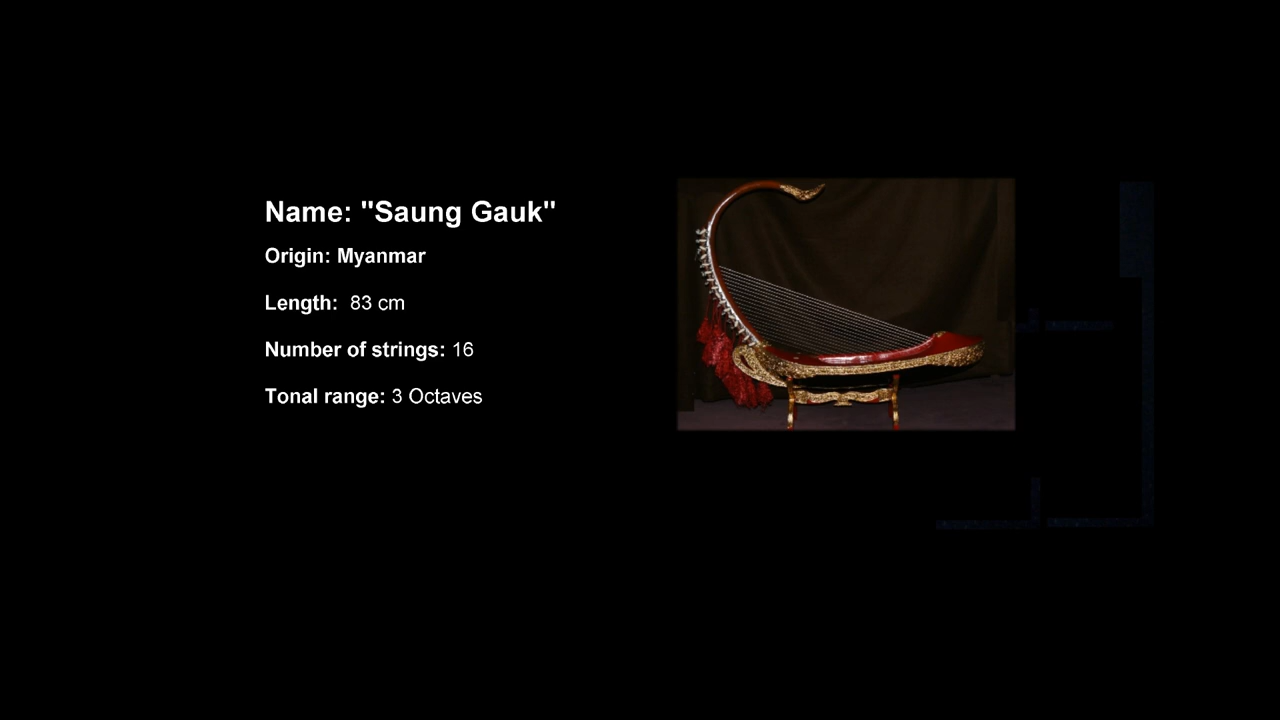 Name: "Saung Gauk"
Origin: Myanmar
Length: 83 cm
Number of strings: 16
Tonal range: 3 Octaves